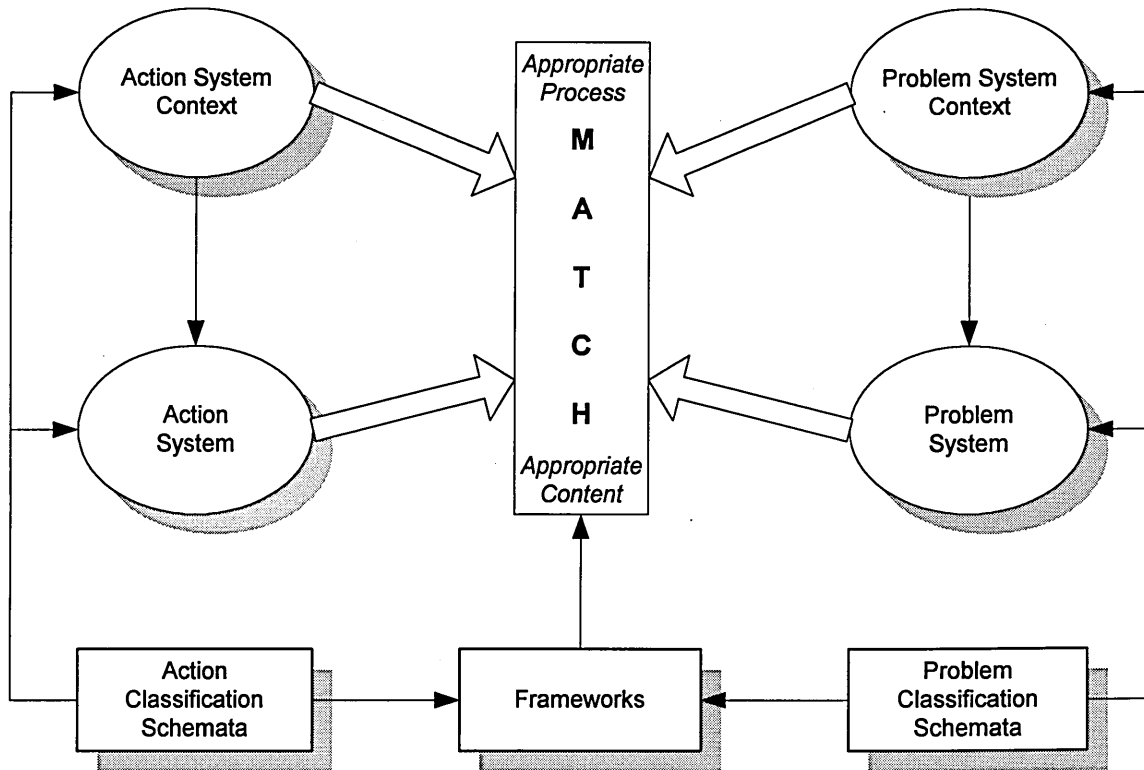 Action System
Context
Appropriate
Process
M
A
T
C
H
Appropriate
Content
Problem System
Context
Action
System
Problem
System
Action
Classification
Schemata
Frameworks
Problem
Classification
Schemata